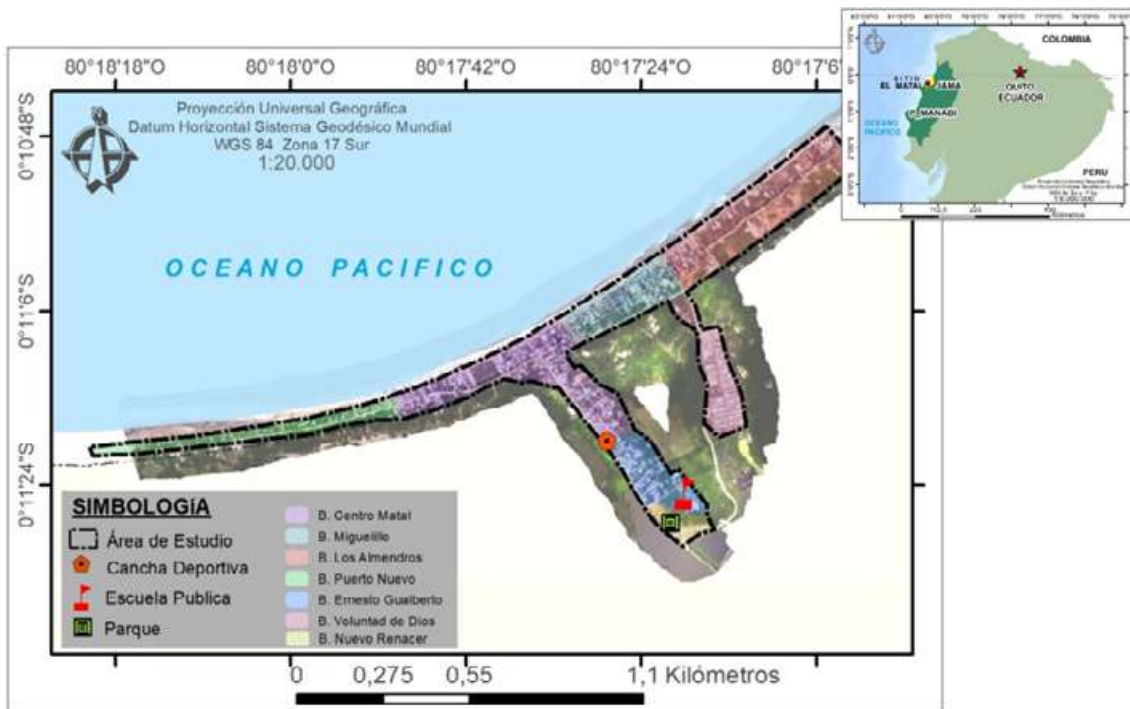 80°18'18"O 80°18'0"O 80°17'42"O 80°17'24"O 80°17'6"
0°10'48"S
0°11'6"S
0°11'24"S
Proyección Universal Geográfica
Datum Horizontal Sistema Geodésico Mundial
WGS 84 Zona 17 Sur
1:20.000
OCEANO PACIFICO
SIMBOLOGíA
Área de Estudio
Cancha Deportiva
Escuela Publica
Parque
B. Centro Matal
B. Miguelillo
B. Los Almendros
B. Puerto Nuevo
B. Ernesto Gualberto
B. Voluntad de Dios
B. Nuevo Renacer
0 0,275 0,55 1,1 Kilómetros
COLOMBIA
SITIO
EL MATAL JAMA
QUITO
ECUADOR
P. MANABI
OCEANO
PACIFICO
PERU
Kilómetros